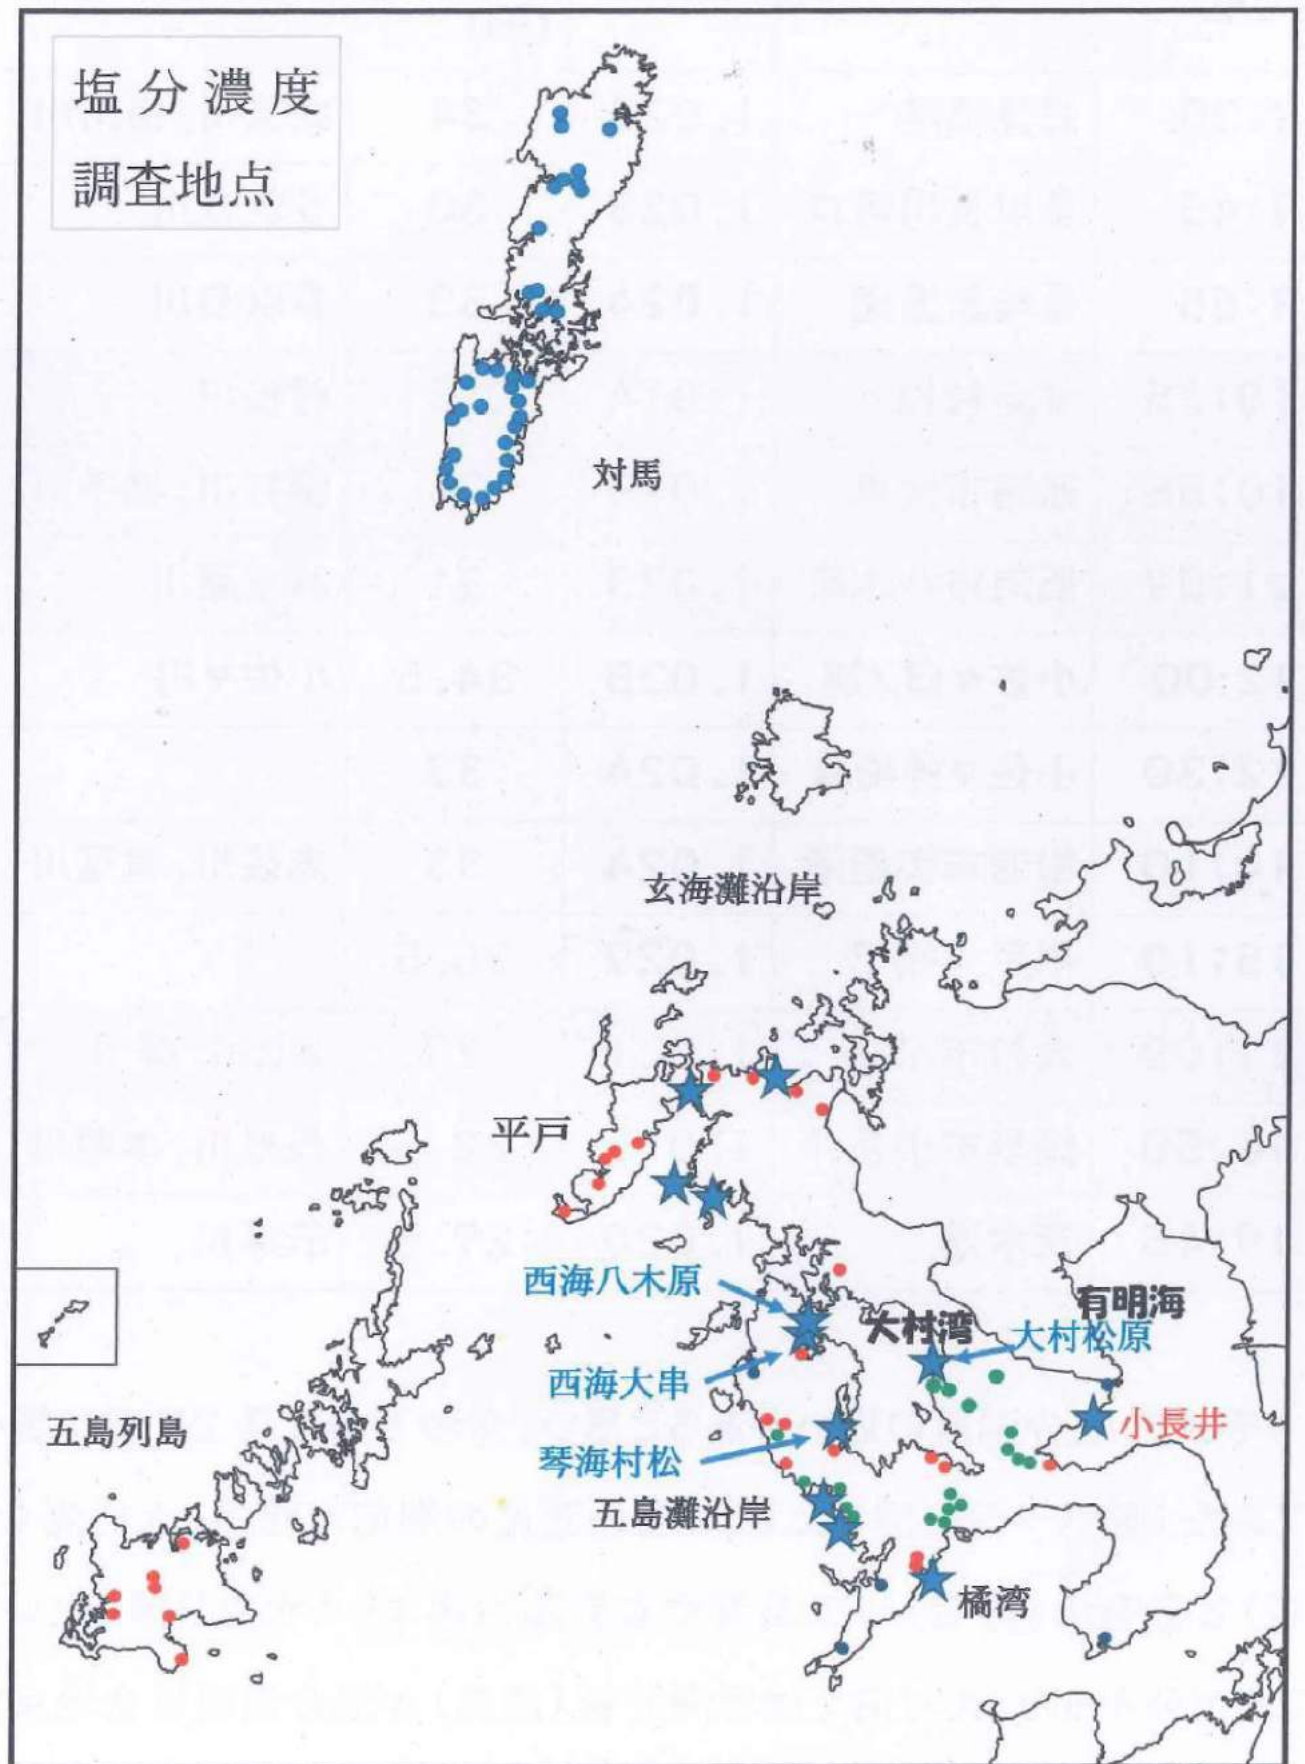 塩分濃度
調査地点
対馬
玄海灘沿岸
平戸
西海八木原
大村湾
有明海
大村松原
西海大串
小長井
五島列島
琴海村松
五島灘沿岸
橘湾